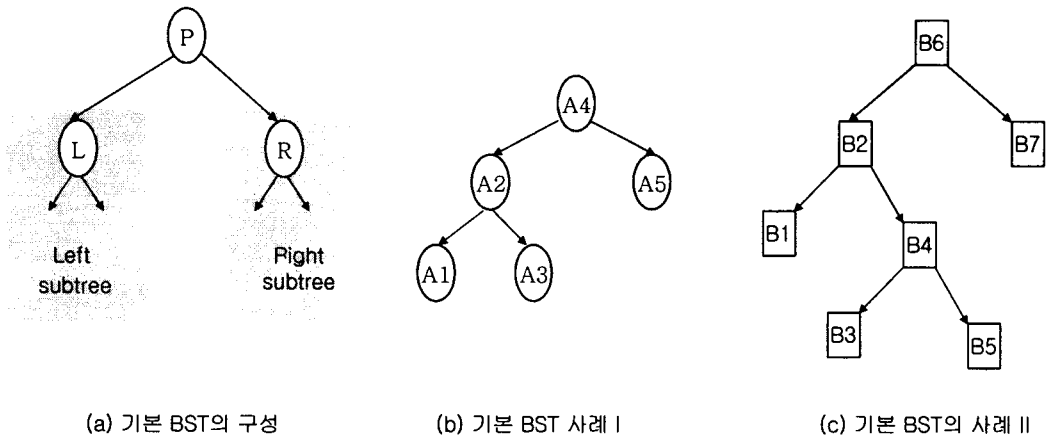 P
L
R
Left
subtree
Right
subtree
A4
A2
A5
A1
A3
B6
B2
B7
B1
B4
B3
B5
(a) 기본 BST의 구성
(b) 기본 BST 사례 I
(c) 기본 BST의 사례 II